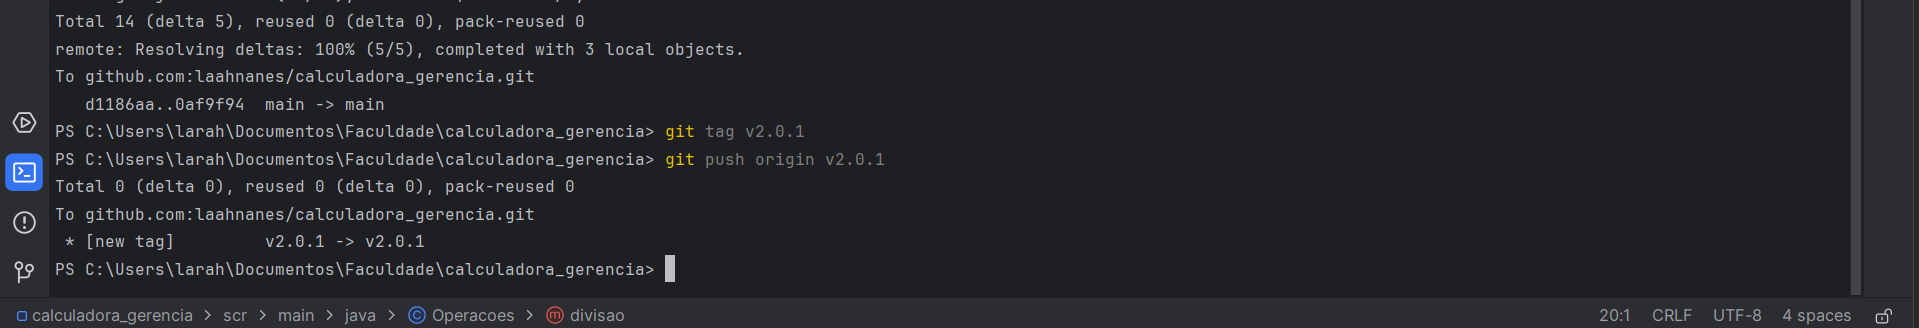 Total 14 (delta 5), reused 0 (delta 0), pack-reused 0
remote: Resolving deltas: 100% (5/5), completed with 3 local objects.
To github.com:laahnanes/calculadora_gerencia.git
   d1186aa..0af9f94  main -> main
PS C:\Users\larah\Documentos\Faculdade\calculadora_gerencia> git tag v2.0.1
PS C:\Users\larah\Documentos\Faculdade\calculadora_gerencia> git push origin v2.0.1
Total 0 (delta 0), reused 0 (delta 0), pack-reused 0
To github.com:laahnanes/calculadora_gerencia.git
 * [new tag]         v2.0.1 -> v2.0.1
PS C:\Users\larah\Documentos\Faculdade\calculadora_gerencia>
calculadora_gerencia > scr > main > java > C Operacoes > m divisao 20:1 CRLF UTF-8 4 spaces